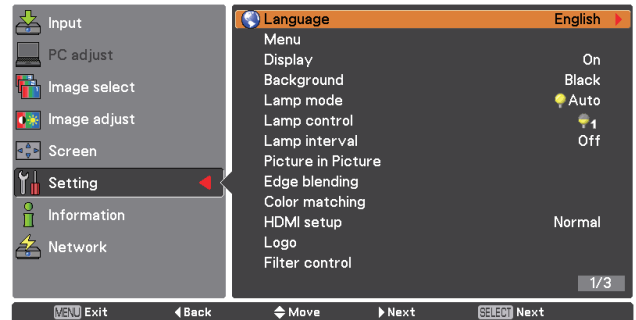 Input
PC adjust
Image select
Image adjust
Screen
Setting
Information
Network
Language English
Menu
Display On
Background Black
Lamp mode Auto
Lamp control 1
Lamp interval Off
Picture in Picture
Edge blending
Color matching
HDMI setup Normal
Logo
Filter control
1/3
MENU Exit Back Move Next SELECT Next